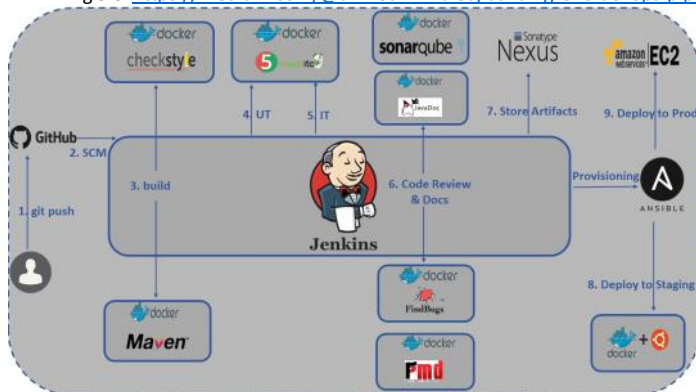 docker
checkstyle
docker
5
docker
sonarqube
docker
JavaDoc
Sonatype
Nexus
amazon
webservices
EC2
4. UT
5. IT
7. Store Artifacts
9. Deploy to Prod
GitHub
2. SCM
3. build
6. Code Review
& Docs
Provisioning
A
ANSIBLE
1. git push
Jenkins
docker
Maven
docker
FindBugs
docker
Pmd
8. Deploy to Staging
docker
+